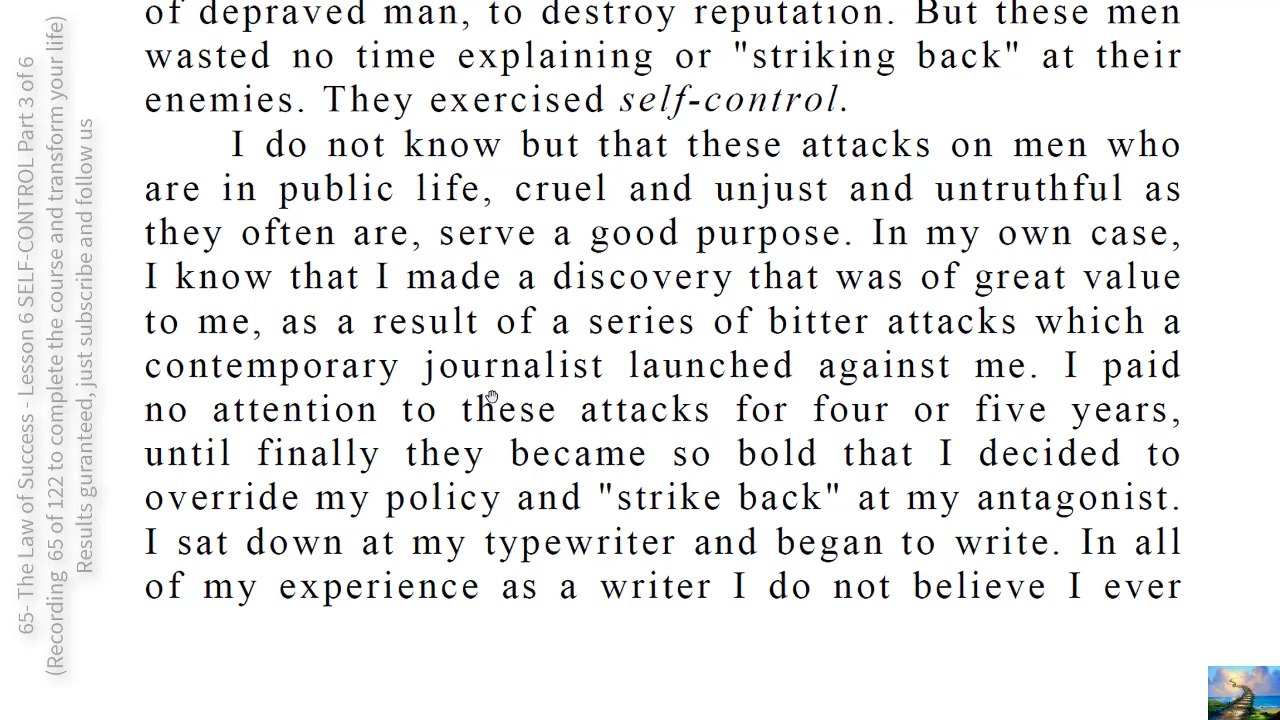 of depraved man, to destroy reputation. But these men
wasted no time explaining or "striking back" at their
enemies. They exercised self-control.
I do not know but that these attacks on men who
are in public life, cruel and unjust and untruthful as
they often are, serve a good purpose. In my own case,
I know that I made a discovery that was of great value
to me, as a result of a series of bitter attacks which a
contemporary journalist launched against me. I paid
no attention to these attacks for four or five years,
until finally they became so bold that I decided to
override my policy and "strike back" at my antagonist.
I sat down at my typewriter and began to write. In all
of my experience as a writer I do not believe I ever
65- The Law of Success - Lesson 6 SELF-CONTROL Part 3 of 6
(Recording 65 of 122 to complete the course and transform your life)
Results guranteed, just subscribe and follow us